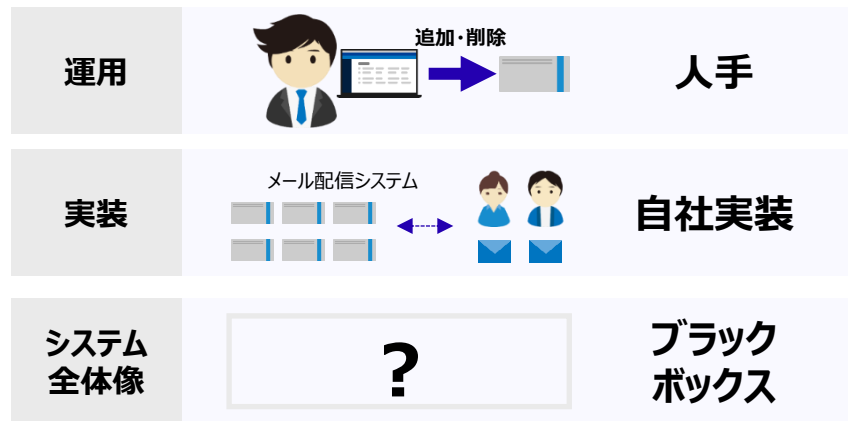 運用
追加・削除
人手
実装
メール配信システム
自社実装
システム
全体像
?
ブラック
ボックス